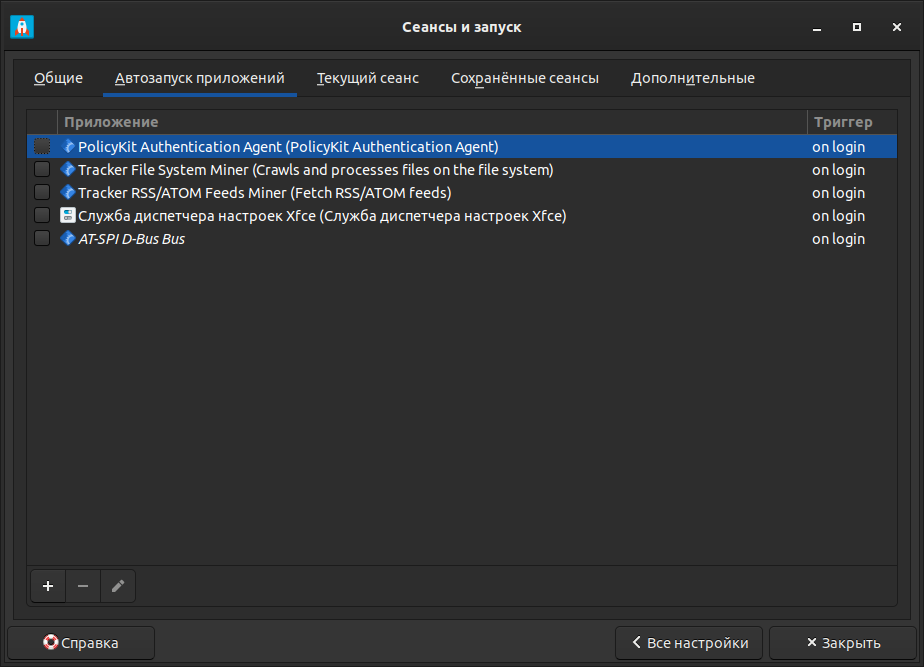 Сеансы и запуск
Общие
Автозапуск приложений
Текущий сеанс
Сохранённые сеансы
Дополнительные
Приложение
Триггер
PolicyKit Authentication Agent (PolicyKit Authentication Agent)
on login
Tracker File System Miner (Crawls and processes files on the file system)
on login
Tracker RSS/ATOM Feeds Miner (Fetch RSS/ATOM feeds)
on login
Служба диспетчера настроек Xfce (Служба диспетчера настроек Xfce)
on login
AT-SPI D-Bus Bus
on login
Справка
Все настройки
Закрыть